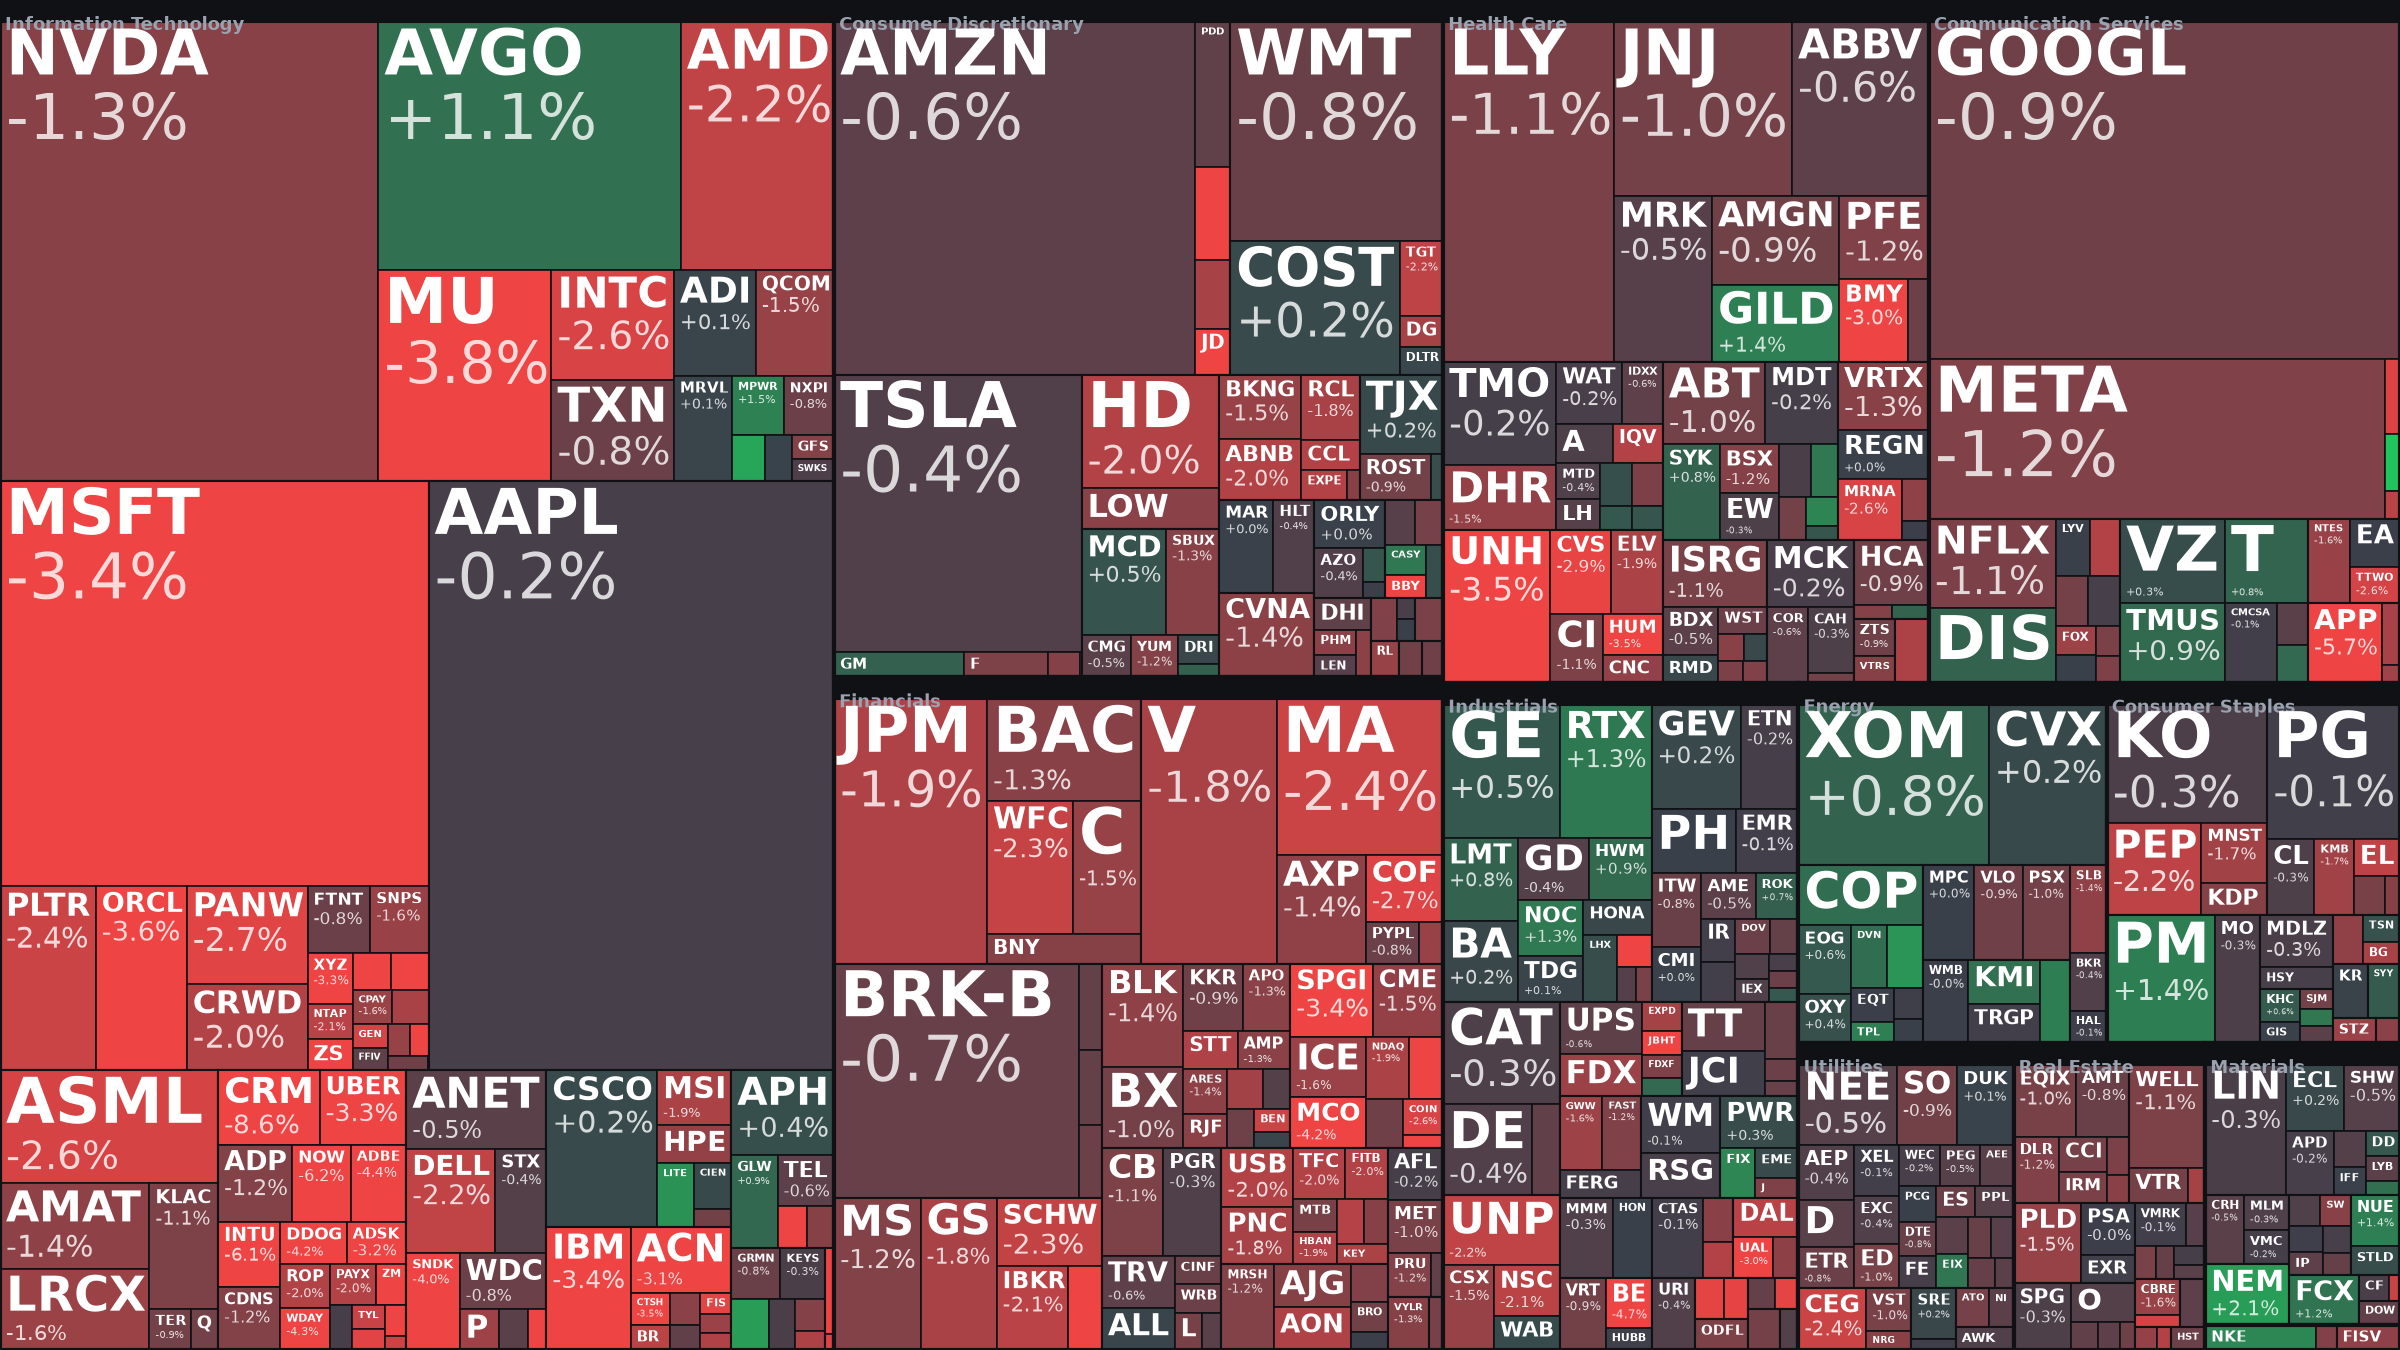 Information Technology
NVDA
-1.3%
AVGO
+1.1%
AMD
-2.2%
MU
-3.8%
INTC
-2.6%
TXN
-0.8%
ADI
+0.1%
QCOM
-1.5%
MRVL
+0.1%
MPWR
+1.5%
NXPI
-0.8%
GFS
SWKS
MSFT
-3.4%
AAPL
-0.2%
PLTR
-2.4%
ORCL
-3.6%
PANW
-2.7%
CRWD
-2.0%
FTNT
-0.8%
SNPS
-1.6%
XYZ
-3.3%
NTAP
-2.1%
ZS
CPAY
-1.6%
GEN
FFIV
ASML
-2.6%
AMAT
-1.4%
KLAC
-1.1%
LRCX
-1.6%
TER
-0.9%
Q
CRM
-8.6%
UBER
-3.3%
ADP
-1.2%
NOW
-6.2%
ADBE
-4.4%
INTU
-6.1%
DDOG
-4.2%
ADSK
-3.2%
CDNS
-1.2%
ROP
-2.0%
PAYX
-2.0%
ZM
WDAY
-4.3%
TYL
ANET
-0.5%
DELL
-2.2%
STX
-0.4%
SNDK
-4.0%
WDC
-0.8%
P
CSCO
+0.2%
MSI
-1.9%
HPE
APH
+0.4%
LITE
CIEN
GLW
+0.9%
TEL
-0.6%
IBM
-3.4%
ACN
-3.1%
CTSH
-3.5%
FIS
BR
GRMN
-0.8%
KEYS
-0.3%
Consumer Discretionary
AMZN
-0.6%
PDD
JD
WMT
-0.8%
COST
+0.2%
TGT
-2.2%
DG
DLTR
TSLA
-0.4%
GM
F
HD
-2.0%
LOW
MCD
+0.5%
SBUX
-1.3%
CMG
-0.5%
YUM
-1.2%
DRI
BKNG
-1.5%
RCL
-1.8%
TJX
+0.2%
ABNB
-2.0%
CCL
EXPE
ROST
-0.9%
MAR
+0.0%
HLT
-0.4%
ORLY
+0.0%
AZO
-0.4%
CASY
BBY
CVNA
-1.4%
DHI
PHM
LEN
RL
Health Care
LLY
-1.1%
JNJ
-1.0%
ABBV
-0.6%
MRK
-0.5%
AMGN
-0.9%
PFE
-1.2%
GILD
+1.4%
BMY
-3.0%
TMO
-0.2%
WAT
-0.2%
IDXX
-0.6%
A
IQV
DHR
-1.5%
MTD
-0.4%
LH
ABT
-1.0%
MDT
-0.2%
SYK
+0.8%
BSX
-1.2%
EW
-0.3%
VRTX
-1.3%
REGN
+0.0%
MRNA
-2.6%
UNH
-3.5%
CVS
-2.9%
ELV
-1.9%
CI
-1.1%
HUM
-3.5%
CNC
ISRG
-1.1%
MCK
-0.2%
HCA
-0.9%
BDX
-0.5%
WST
RMD
COR
-0.6%
CAH
-0.3%
ZTS
-0.9%
VTRS
Communication Services
GOOGL
-0.9%
META
-1.2%
NFLX
-1.1%
LYV
DIS
FOX
VZ
+0.3%
T
+0.8%
TMUS
+0.9%
CMCSA
-0.1%
NTES
-1.6%
EA
TTWO
-2.6%
APP
-5.7%
Financials
JPM
-1.9%
BAC
-1.3%
WFC
-2.3%
C
-1.5%
BNY
V
-1.8%
MA
-2.4%
AXP
-1.4%
COF
-2.7%
PYPL
-0.8%
BRK-B
-0.7%
MS
-1.2%
GS
-1.8%
SCHW
-2.3%
IBKR
-2.1%
BLK
-1.4%
KKR
-0.9%
APO
-1.3%
STT
AMP
-1.3%
BX
-1.0%
ARES
-1.4%
RJF
BEN
SPGI
-3.4%
CME
-1.5%
ICE
-1.6%
NDAQ
-1.9%
MCO
-4.2%
COIN
-2.6%
CB
-1.1%
PGR
-0.3%
TRV
-0.6%
CINF
WRB
ALL
L
USB
-2.0%
TFC
-2.0%
FITB
-2.0%
PNC
-1.8%
MTB
HBAN
-1.9%
KEY
AFL
-0.2%
MET
-1.0%
PRU
-1.2%
MRSH
-1.2%
AJG
AON
BRO
VYLR
-1.3%
Industrials
GE
+0.5%
RTX
+1.3%
LMT
+0.8%
GD
-0.4%
HWM
+0.9%
NOC
+1.3%
HONA
BA
+0.2%
TDG
+0.1%
LHX
GEV
+0.2%
ETN
-0.2%
PH
EMR
-0.1%
ITW
-0.8%
AME
-0.5%
ROK
+0.7%
IR
DOV
CMI
+0.0%
IEX
CAT
-0.3%
DE
-0.4%
UPS
-0.6%
EXPD
JBHT
FDX
FDXF
TT
JCI
GWW
-1.6%
FAST
-1.2%
FERG
WM
-0.1%
PWR
+0.3%
RSG
FIX
EME
J
UNP
-2.2%
CSX
-1.5%
NSC
-2.1%
WAB
MMM
-0.3%
HON
CTAS
-0.1%
DAL
UAL
-3.0%
VRT
-0.9%
BE
-4.7%
HUBB
URI
-0.4%
ODFL
Energy
XOM
+0.8%
CVX
+0.2%
COP
EOG
+0.6%
DVN
OXY
+0.4%
EQT
TPL
MPC
+0.0%
VLO
-0.9%
PSX
-1.0%
SLB
-1.4%
WMB
-0.0%
KMI
TRGP
BKR
-0.4%
HAL
-0.1%
Consumer Staples
KO
-0.3%
PG
-0.1%
PEP
-2.2%
MNST
-1.7%
KDP
CL
-0.3%
KMB
-1.7%
EL
PM
+1.4%
MO
-0.3%
MDLZ
-0.3%
TSN
BG
HSY
KHC
+0.6%
SJM
GIS
KR
SYY
STZ
Utilities
NEE
-0.5%
SO
-0.9%
DUK
+0.1%
AEP
-0.4%
XEL
-0.1%
WEC
-0.2%
PEG
-0.5%
AEE
D
EXC
-0.4%
PCG
ES
PPL
DTE
-0.8%
ETR
-0.8%
ED
-1.0%
FE
EIX
CEG
-2.4%
VST
-1.0%
NRG
SRE
+0.2%
ATO
NI
AWK
Real Estate
EQIX
-1.0%
AMT
-0.8%
WELL
-1.1%
DLR
-1.2%
CCI
IRM
VTR
PLD
-1.5%
PSA
-0.0%
VMRK
-0.1%
EXR
SPG
-0.3%
O
CBRE
-1.6%
HST
Materials
LIN
-0.3%
ECL
+0.2%
SHW
-0.5%
APD
-0.2%
DD
LYB
IFF
CRH
-0.5%
MLM
-0.3%
SW
NUE
+1.4%
VMC
-0.2%
IP
STLD
NEM
+2.1%
FCX
+1.2%
CF
DOW
NKE
FISV